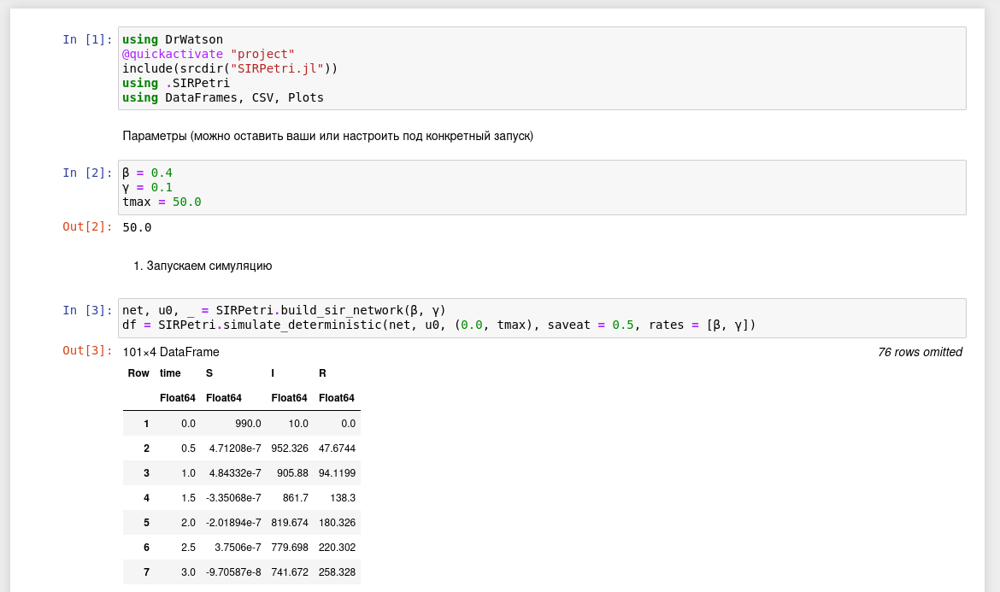 In [1]: using DrWatson
@quickactivate "project"
include(srcdir("SIRPetri.jl"))
using .SIRPetri
using DataFrames, CSV, Plots
Параметры (можно оставить ваши или настроить под конкретный запуск)
In [2]: β = 0.4
γ = 0.1
tmax = 50.0
Out[2]: 50.0
1. Запускаем симуляцию
In [3]: net, u0, _ = SIRPetri.build_sir_network(β, γ)
df = SIRPetri.simulate_deterministic(net, u0, (0.0, tmax), saveat = 0.5, rates = [β, γ])
Out[3]: 101×4 DataFrame 76 rows omitted
Row time S I R
Float64 Float64 Float64 Float64
1 0.0 990.0 10.0 0.0
2 0.5 4.71208e-7 952.326 47.6744
3 1.0 4.84332e-7 905.88 94.1199
4 1.5 -3.35068e-7 861.7 138.3
5 2.0 -2.01894e-7 819.674 180.326
6 2.5 3.7506e-7 779.698 220.302
7 3.0 -9.70587e-8 741.672 258.328